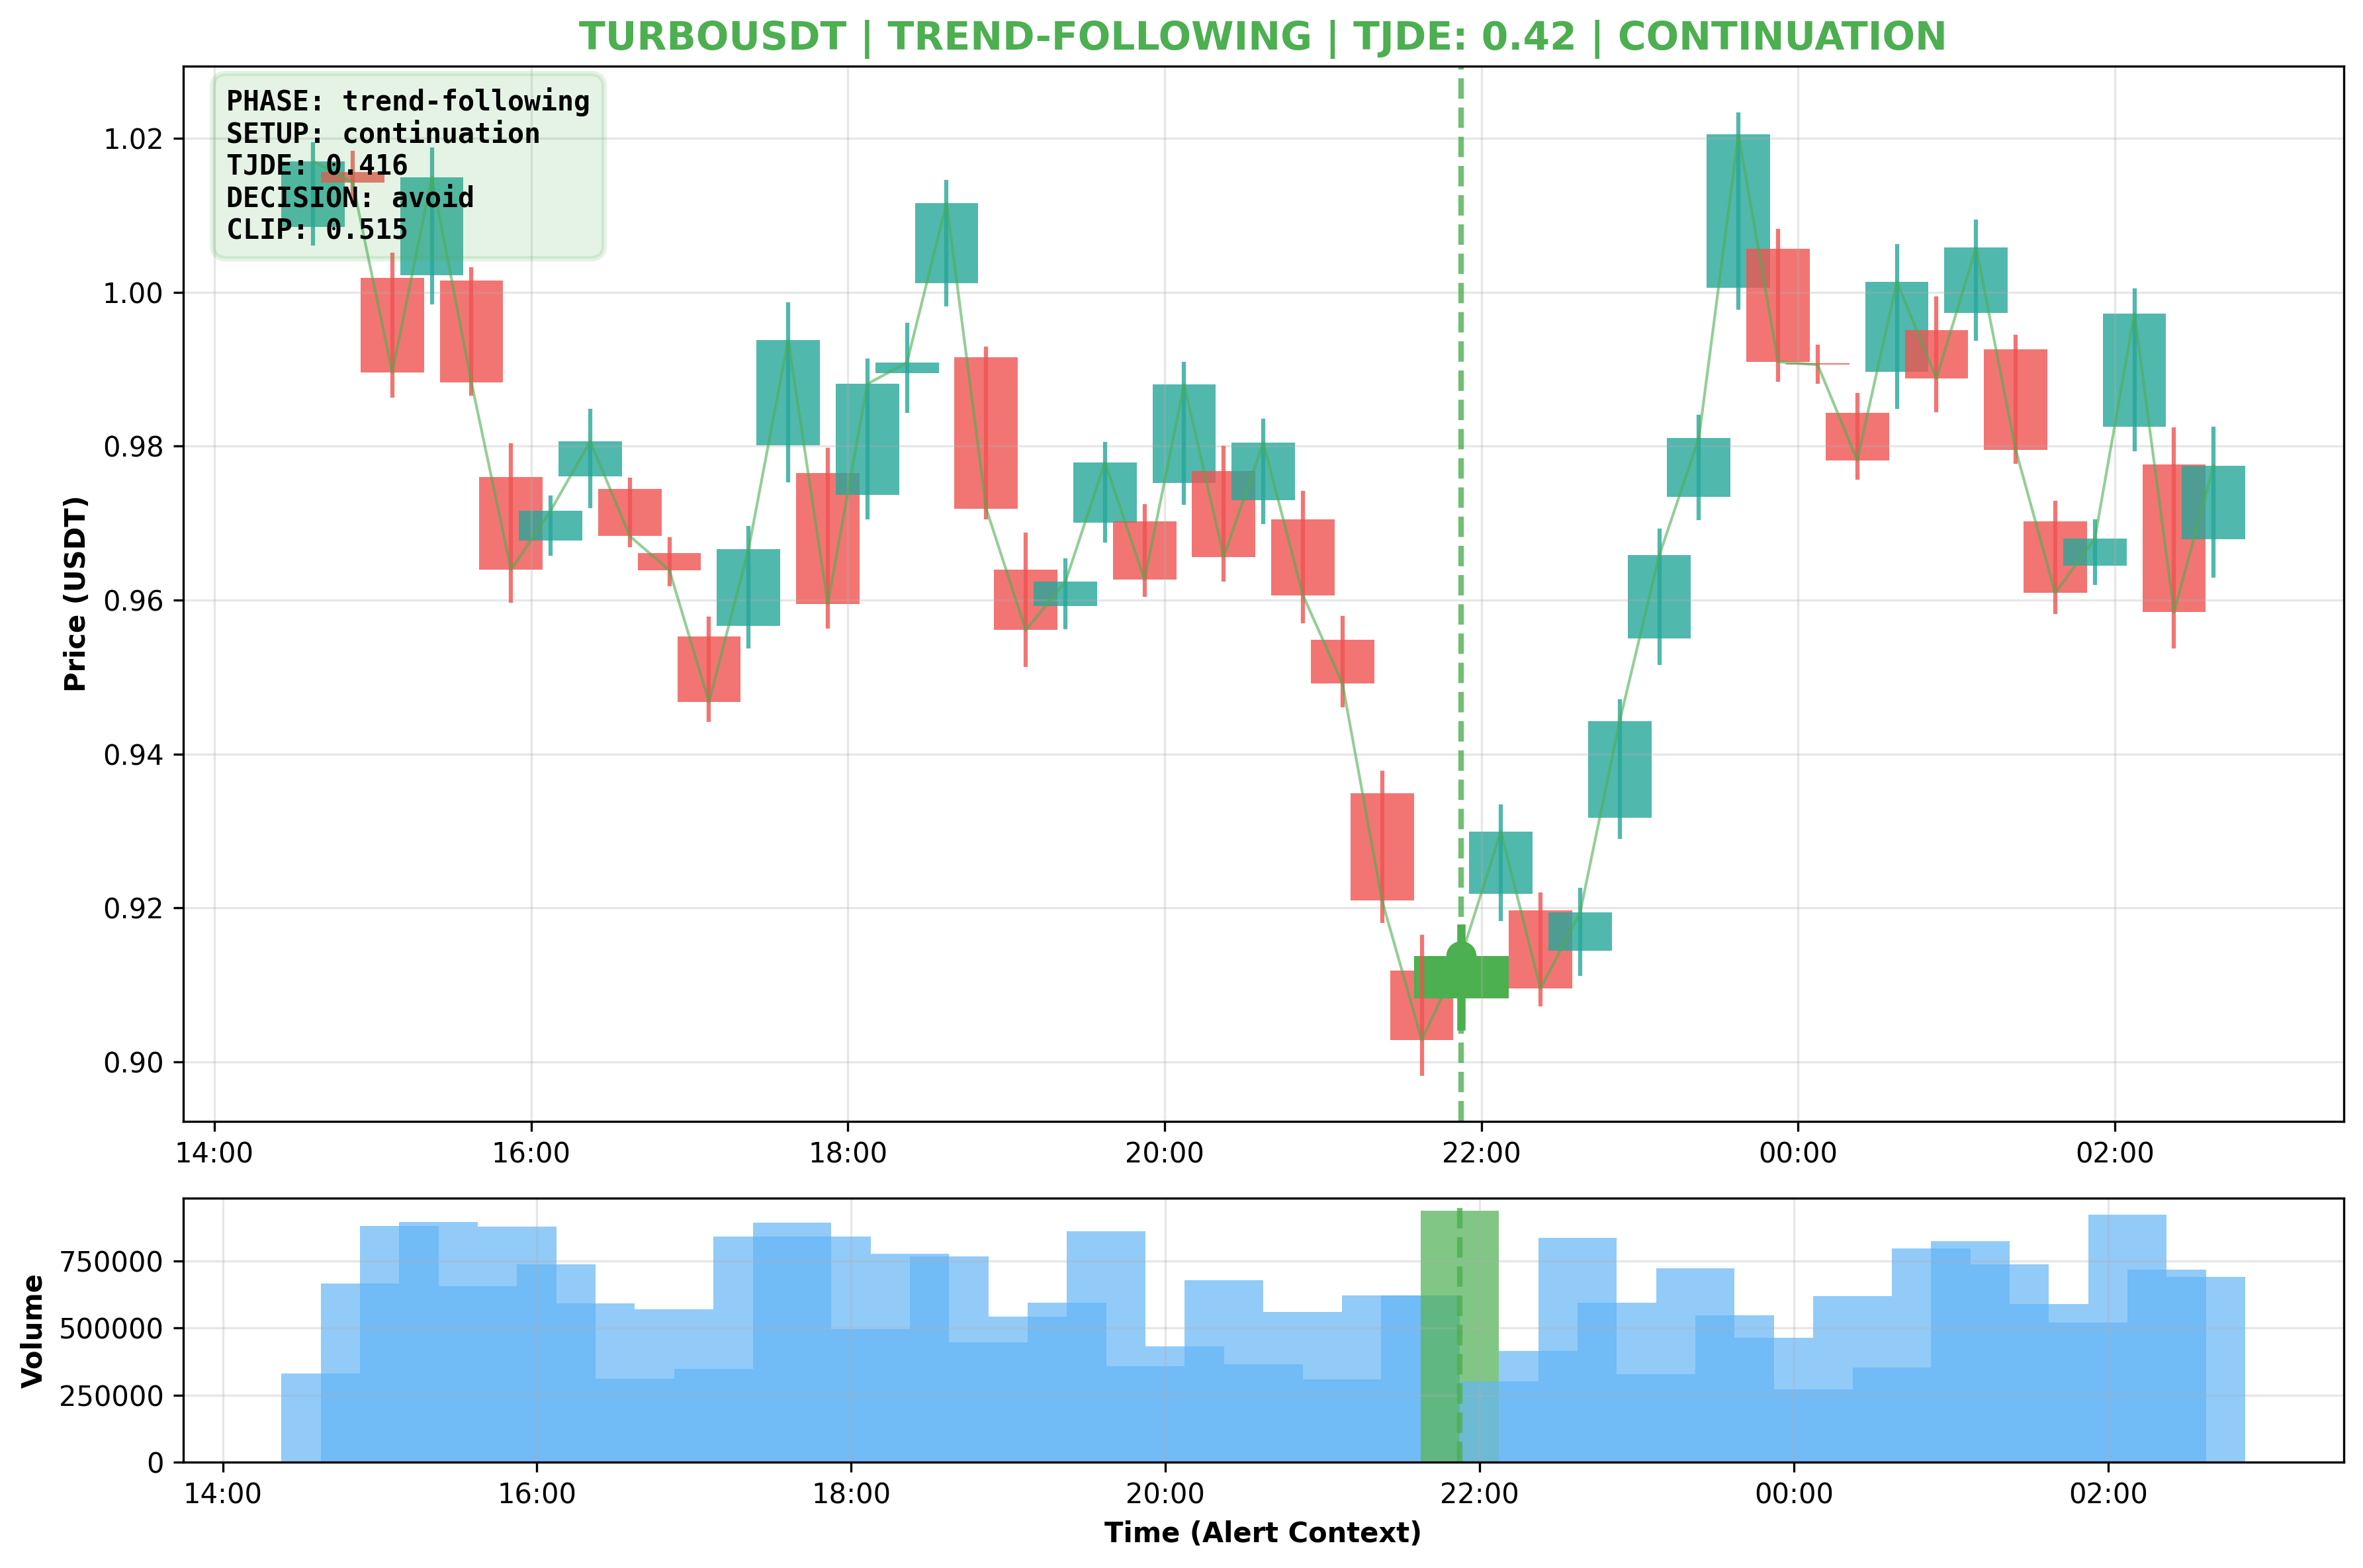 TURBOUSDT | TREND-FOLLOWING | TJDE: 0.42 | CONTINUATION
PHASE: trend-following
SETUP: continuation
TJDE: 0.416
DECISION: avoid
CLIP: 0.515
Price (USDT)
1.02
1.00
0.98
0.96
0.94
0.92
0.90
14:00 16:00 18:00 20:00 22:00 00:00 02:00
Volume
750000
500000
250000
0
14:00 16:00 18:00 20:00 22:00 00:00 02:00
Time (Alert Context)